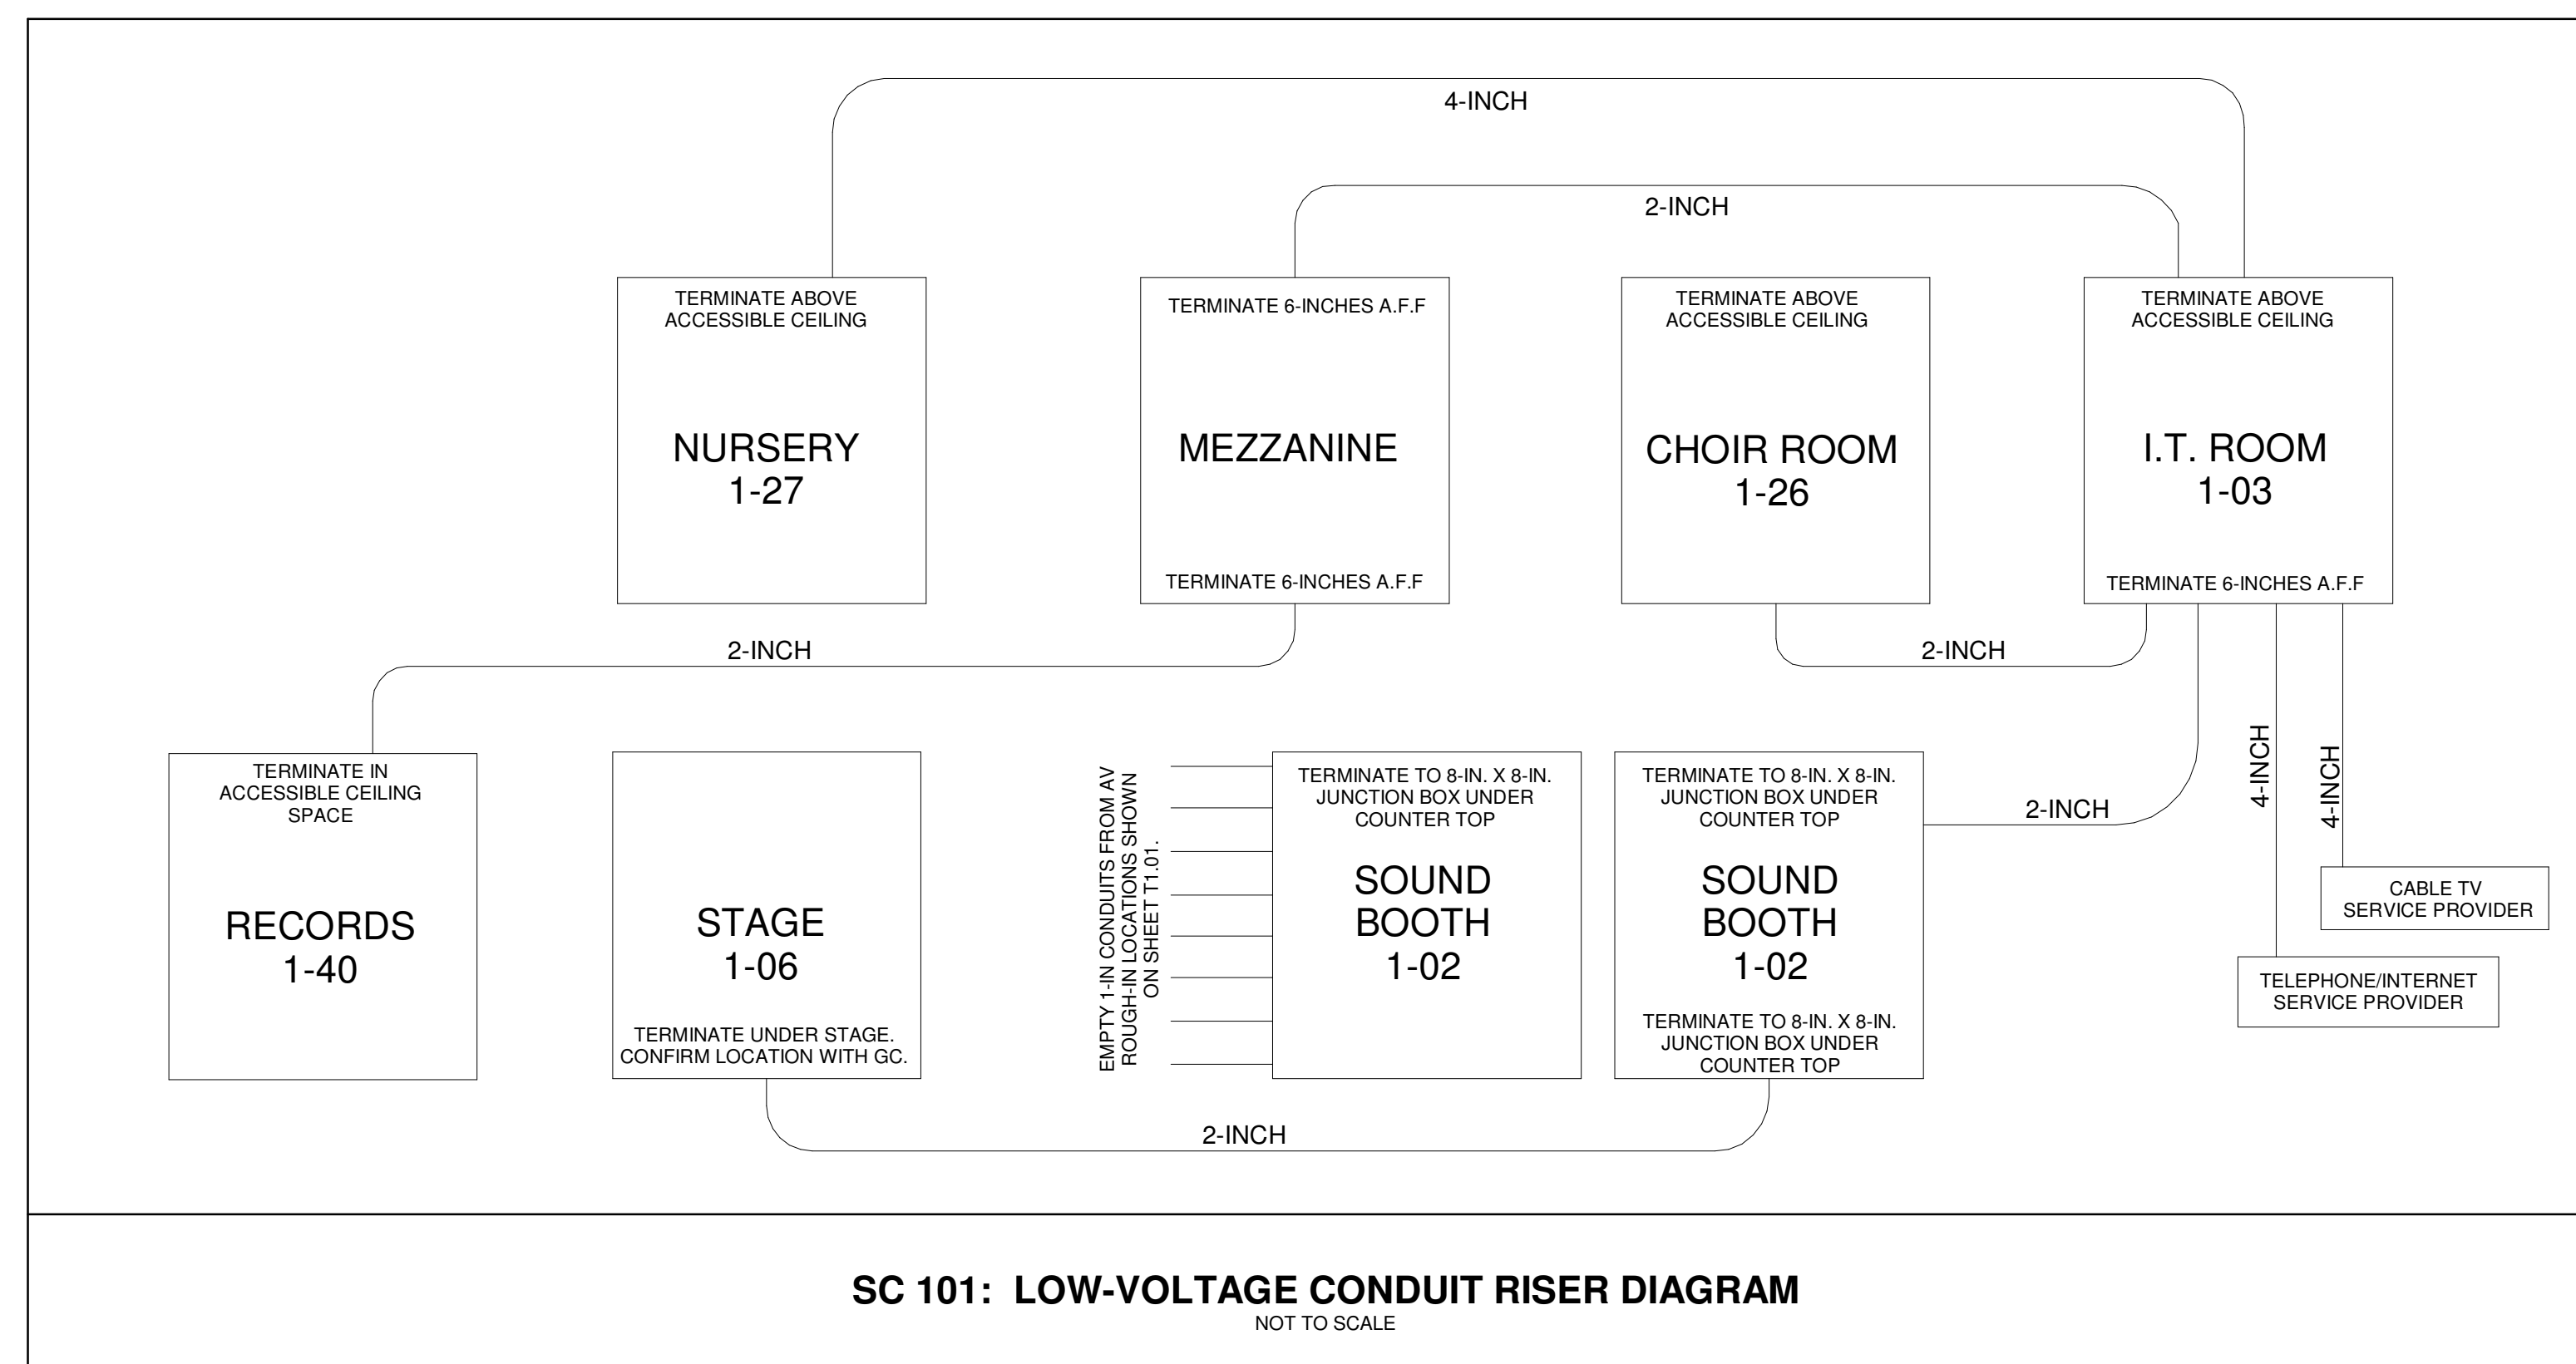 4-INCH
2-INCH
TERMINATE ABOVE
ACCESSIBLE CEILING
NURSERY
1-27
TERMINATE 6-INCHES A.F.F
MEZZANINE
TERMINATE 6-INCHES A.F.F
TERMINATE ABOVE
ACCESSIBLE CEILING
CHOIR ROOM
1-26
TERMINATE ABOVE
ACCESSIBLE CEILING
I.T. ROOM
1-03
TERMINATE 6-INCHES A.F.F
2-INCH
2-INCH
TERMINATE IN
ACCESSIBLE CEILING
SPACE
RECORDS
1-40
STAGE
1-06
TERMINATE UNDER STAGE.
CONFIRM LOCATION WITH GC.
EMPTY 1-IN CONDUITS FROM AV
ROUGH-IN LOCATIONS SHOWN
ON SHEET T1.01.
TERMINATE TO 8-IN. X 8-IN.
JUNCTION BOX UNDER
COUNTER TOP
SOUND
BOOTH
1-02
TERMINATE TO 8-IN. X 8-IN.
JUNCTION BOX UNDER
COUNTER TOP
SOUND
BOOTH
1-02
TERMINATE TO 8-IN. X 8-IN.
JUNCTION BOX UNDER
COUNTER TOP
2-INCH
4-INCH
4-INCH
CABLE TV
SERVICE PROVIDER
TELEPHONE/INTERNET
SERVICE PROVIDER
2-INCH
SC 101: LOW-VOLTAGE CONDUIT RISER DIAGRAM
NOT TO SCALE